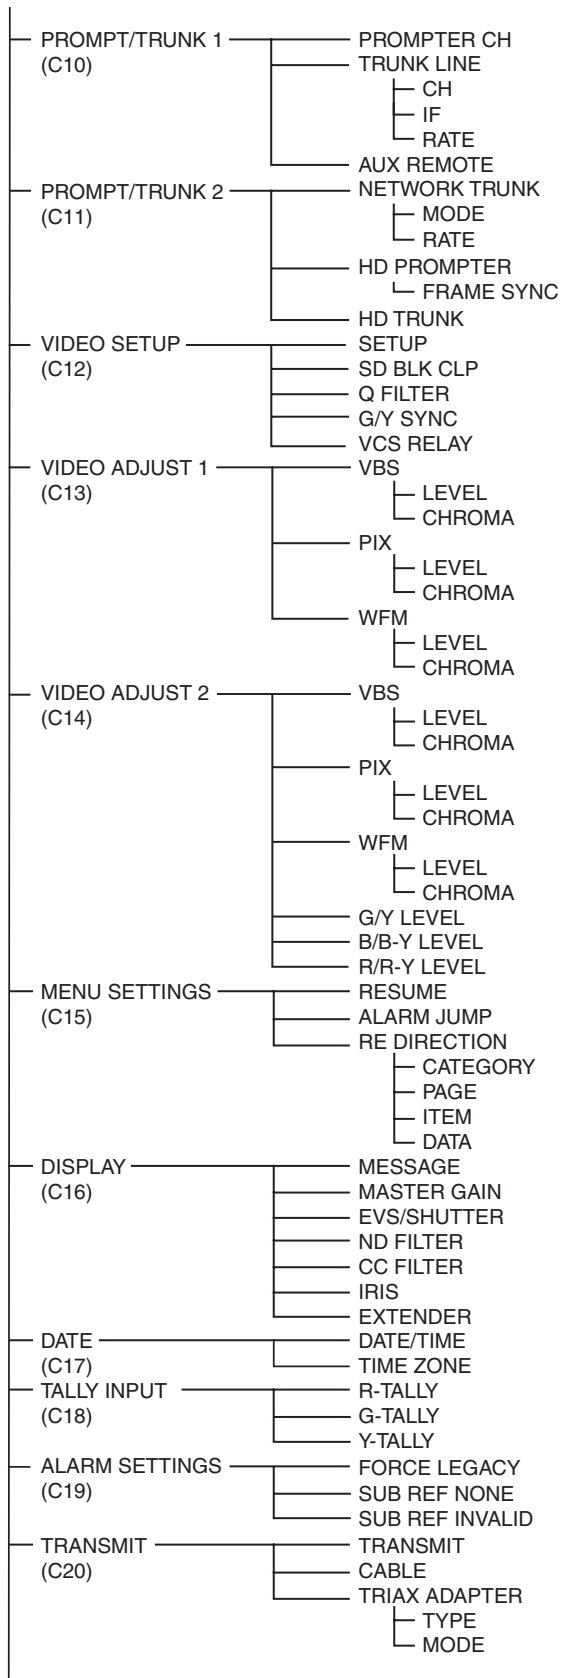 PROMPT/TRUNK 1 PROMPTER CH
(C10) TRUNK LINE
CH
IF
RATE
AUX REMOTE
PROMPT/TRUNK 2 NETWORK TRUNK
(C11) MODE
RATE
HD PROMPTER
FRAME SYNC
HD TRUNK
VIDEO SETUP SETUP
(C12) SD BLK CLP
Q FILTER
G/Y SYNC
VCS RELAY
VIDEO ADJUST 1 VBS
(C13) LEVEL
CHROMA
PIX
LEVEL
CHROMA
WFM
LEVEL
CHROMA
VIDEO ADJUST 2 VBS
(C14) LEVEL
CHROMA
PIX
LEVEL
CHROMA
WFM
LEVEL
CHROMA
G/Y LEVEL
B/B-Y LEVEL
R/R-Y LEVEL
MENU SETTINGS RESUME
(C15) ALARM JUMP
RE DIRECTION
CATEGORY
PAGE
ITEM
DATA
DISPLAY MESSAGE
(C16) MASTER GAIN
EVS/SHUTTER
ND FILTER
CC FILTER
IRIS
EXTENDER
DATE DATE/TIME
(C17) TIME ZONE
TALLY INPUT R-TALLY
(C18) G-TALLY
Y-TALLY
ALARM SETTINGS FORCE LEGACY
(C19) SUB REF NONE
SUB REF INVALID
TRANSMIT TRANSMIT
(C20) CABLE
TRIAX ADAPTER
TYPE
MODE